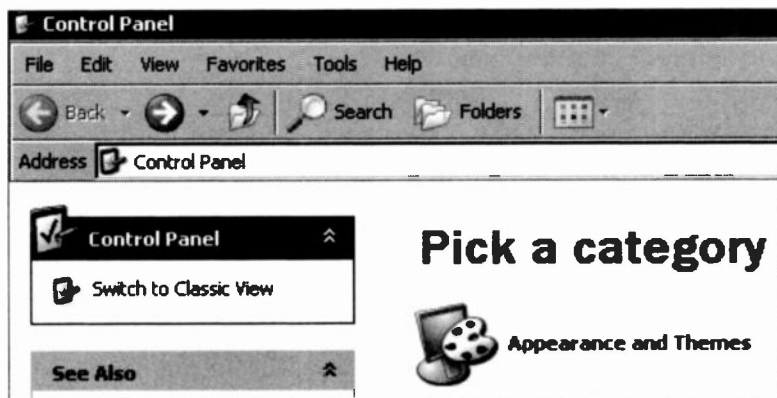 Control Panel
File Edit View Favorites Tools Help
Back Search Folders
Address Control Panel
Control Panel
Switch to Classic View
See Also
Pick a category
Appearance and Themes